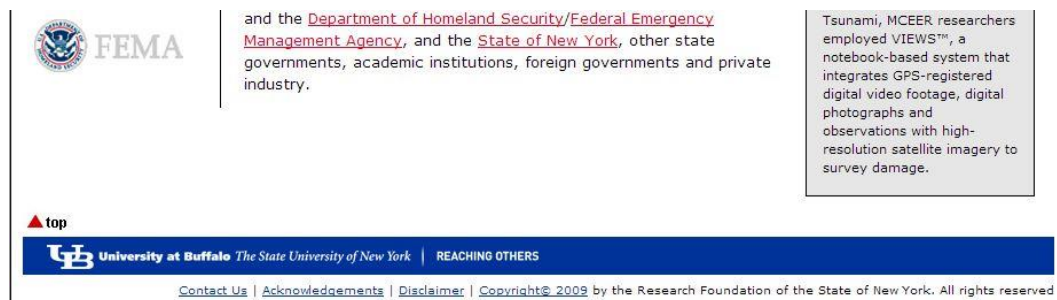 FEMA
and the Department of Homeland Security/Federal Emergency
Management Agency, and the State of New York, other state
governments, academic institutions, foreign governments and private
industry.
Tsunami, MCEER researchers
employed VIEWS™, a
notebook-based system that
integrates GPS-registered
digital video footage, digital
photographs and
observations with high-
resolution satellite imagery to
survey damage.
top
UB University at Buffalo The State University of New York | REACHING OTHERS
Contact Us | Acknowledgements | Disclaimer | Copyright© 2009 by the Research Foundation of the State of New York. All rights reserved